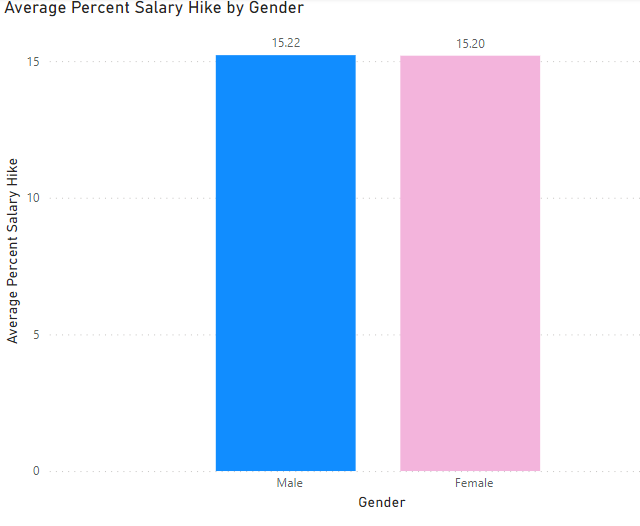 Average Percent Salary Hike by Gender
15.22
15.20
15
10
5
0
Average Percent Salary Hike
Male
Female
Gender